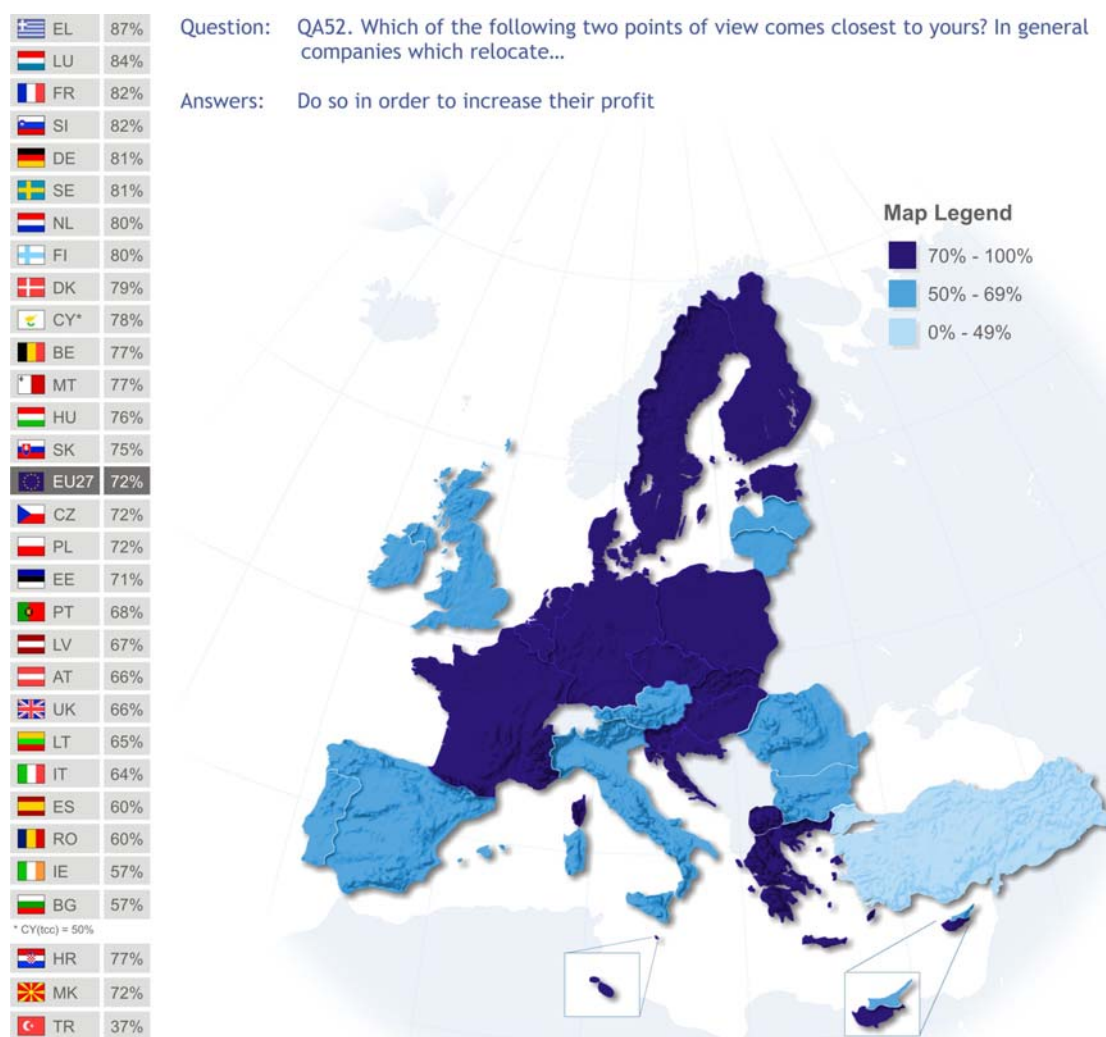 Question: QA52. Which of the following two points of view comes closest to yours? In general
companies which relocate…
Answers: Do so in order to increase their profit
EL 87%
LU 84%
FR 82%
SI 82%
DE 81%
SE 81%
NL 80%
FI 80%
DK 79%
CY* 78%
BE 77%
MT 77%
HU 76%
SK 75%
EU27 72%
CZ 72%
PL 72%
EE 71%
PT 68%
LV 67%
AT 66%
UK 66%
LT 65%
IT 64%
ES 60%
RO 60%
IE 57%
BG 57%
* CY(tcc) = 50%
HR 77%
MK 72%
TR 37%
Map Legend
70% - 100%
50% - 69%
0% - 49%